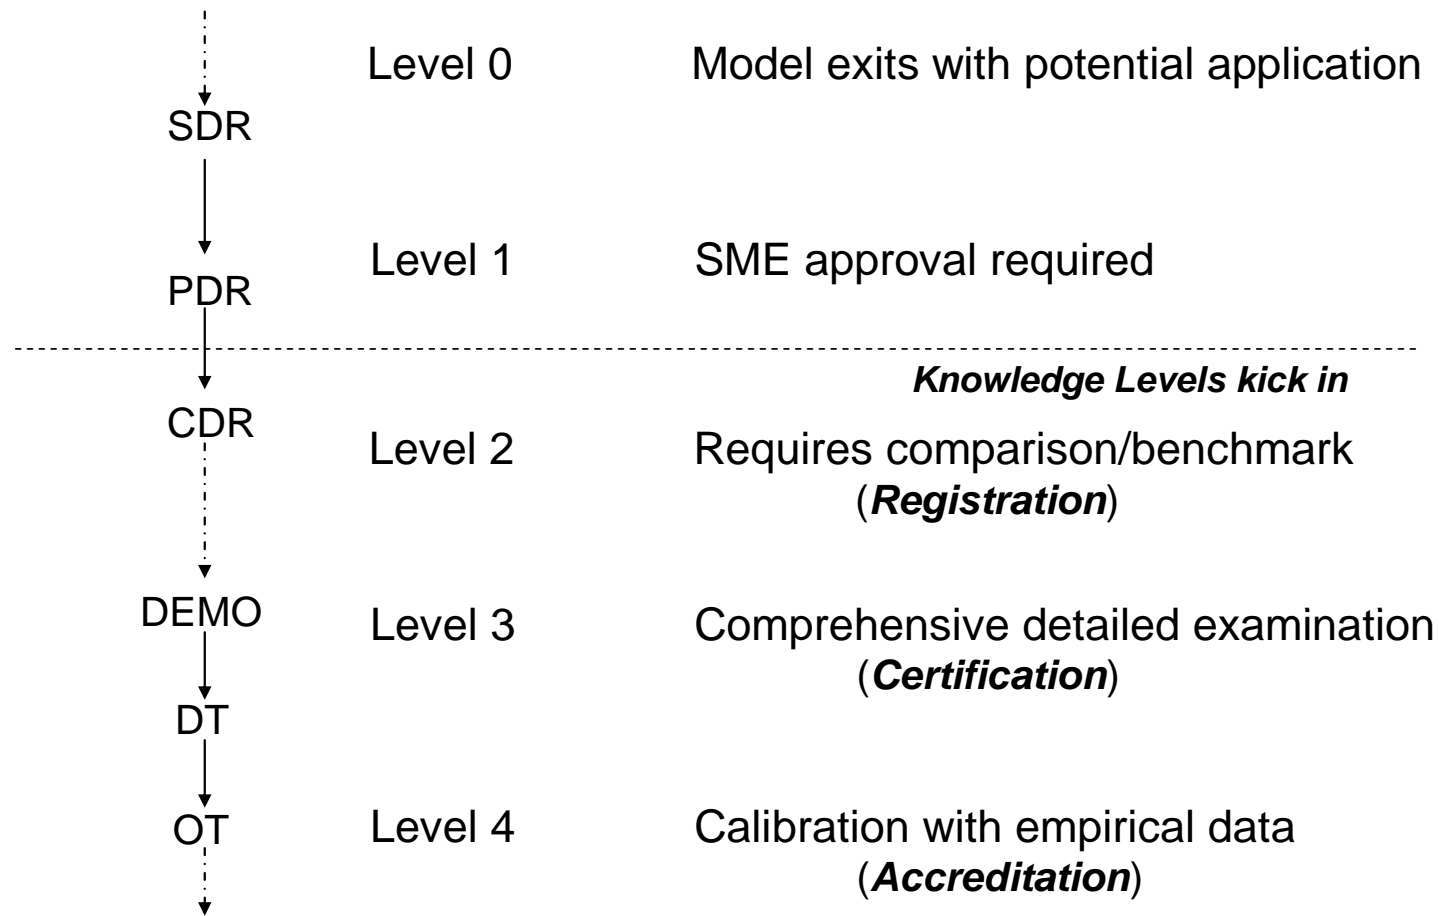 Level 0 Model exits with potential application
SDR
Level 1 SME approval required
PDR
Knowledge Levels kick in
CDR
Level 2 Requires comparison/benchmark
(Registration)
DEMO
Level 3 Comprehensive detailed examination
(Certification)
DT
OT Level 4 Calibration with empirical data
(Accreditation)